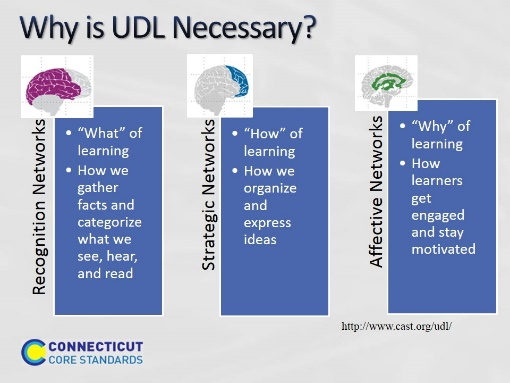 Why is UDL Necessary?
Recognition Networks
• “What” of
learning
• How we
gather
facts and
categorize
what we
see, hear,
and read
Strategic Networks
• “How” of
learning
• How we
organize
and
express
ideas
Affective Networks
• “Why” of
learning
• How
learners
get
engaged
and stay
motivated
http://www.cast.org/udl/
CONNECTICUT
CORE STANDARDS